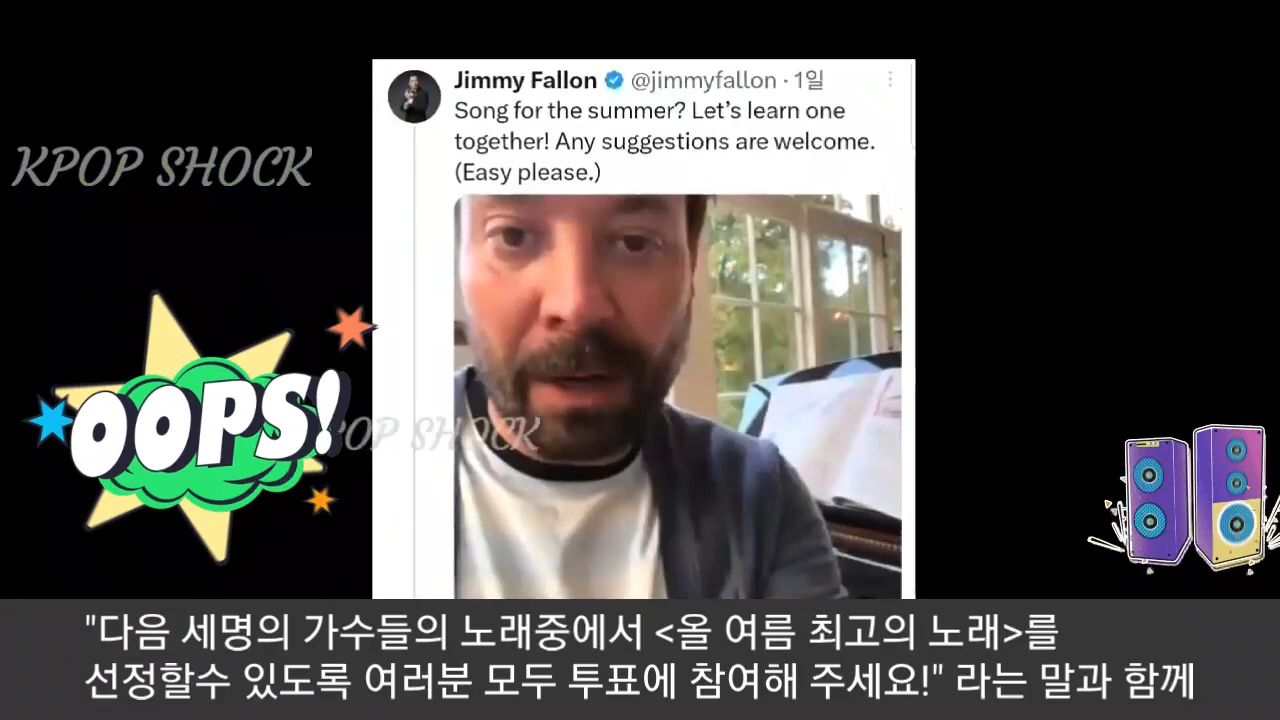 Jimmy Fallon @jimmyfallon · 1일
Song for the summer? Let's learn one
together! Any suggestions are welcome.
(Easy please.)
KPOP SHOCK
OOPS!
POP SHOCK
"다음 세명의 가수들의 노래중에서 <올 여름 최고의 노래>를
선정할수 있도록 여러분 모두 투표에 참여해 주세요!" 라는 말과 함께